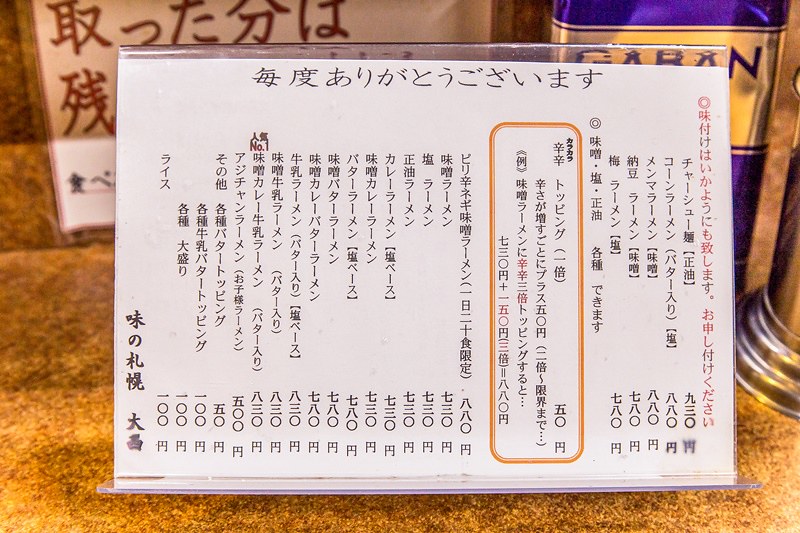 取った分は
残
食べ
GABAN
毎度ありがとうございます
◎味付けはいかようにも致します。お申し付けください
チャーシュー麺【正油】 九三〇円
コーンラーメン（バター入り）【塩】 八八〇円
メンマラーメン【味噌】 八八〇円
納豆 ラーメン【味噌】 七八〇円
梅 ラーメン【塩】 七八〇円
◎味噌・塩・正油 各種 できます
カラカラ
辛辛 トッピング（一倍） 五〇円
辛さが増すごとにプラス五〇円（二倍～限界まで…）
《例》味噌ラーメンに辛辛三倍トッピングすると…
七三〇円＋一五〇円（三倍）＝八八〇円
ピリ辛ネギ味噌ラーメン（一日二十食限定） 八八〇円
味噌 ラーメン 七三〇円
塩 ラーメン 七三〇円
正油ラーメン 七三〇円
カレーラーメン【塩ベース】 七八〇円
味噌カレーラーメン 七三〇円
バターラーメン【塩ベース】 七八〇円
味噌バターラーメン 七八〇円
味噌カレーバターラーメン 七八〇円
牛乳ラーメン（バター入り）【塩ベース】 八三〇円
味噌牛乳ラーメン （バター入り） 八三〇円
人気No.1
味噌カレー牛乳ラーメン （バター入り） 八三〇円
アジチャンラーメン（お子様ラーメン） 五〇〇円
その他 各種バタートッピング 五〇円
各種牛乳バタートッピング 一〇〇円
各種 大盛り 一〇〇円
ライス 一〇〇円
味の札幌 大西